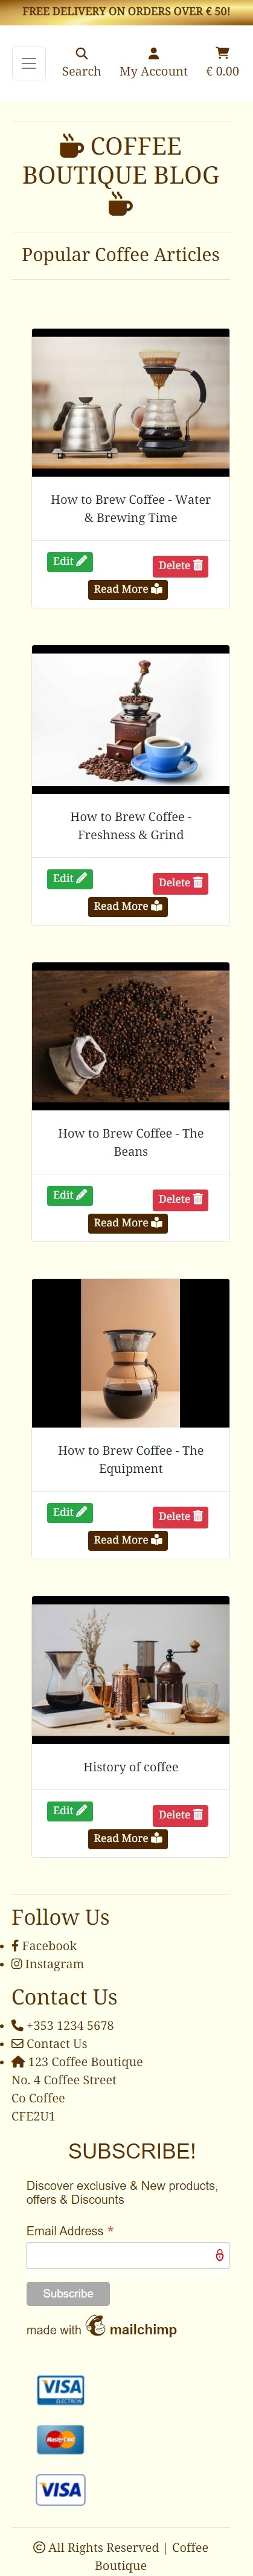 FREE DELIVERY ON ORDERS OVER € 50!
Search
My Account
€ 0.00
COFFEE
BOUTIQUE BLOG
Popular Coffee Articles
How to Brew Coffee - Water
& Brewing Time
Edit
Delete
Read More
How to Brew Coffee -
Freshness & Grind
Edit
Delete
Read More
How to Brew Coffee - The
Beans
Edit
Delete
Read More
How to Brew Coffee - The
Equipment
Edit
Delete
Read More
History of coffee
Edit
Delete
Read More
Follow Us
Facebook
Instagram
Contact Us
+353 1234 5678
Contact Us
123 Coffee Boutique
No. 4 Coffee Street
Co Coffee
CFE2U1
SUBSCRIBE!
Discover exclusive & New products,
offers & Discounts
Email Address *
Subscribe
made with mailchimp
VISA
ELECTRON
MasterCard
VISA
© All Rights Reserved | Coffee
Boutique